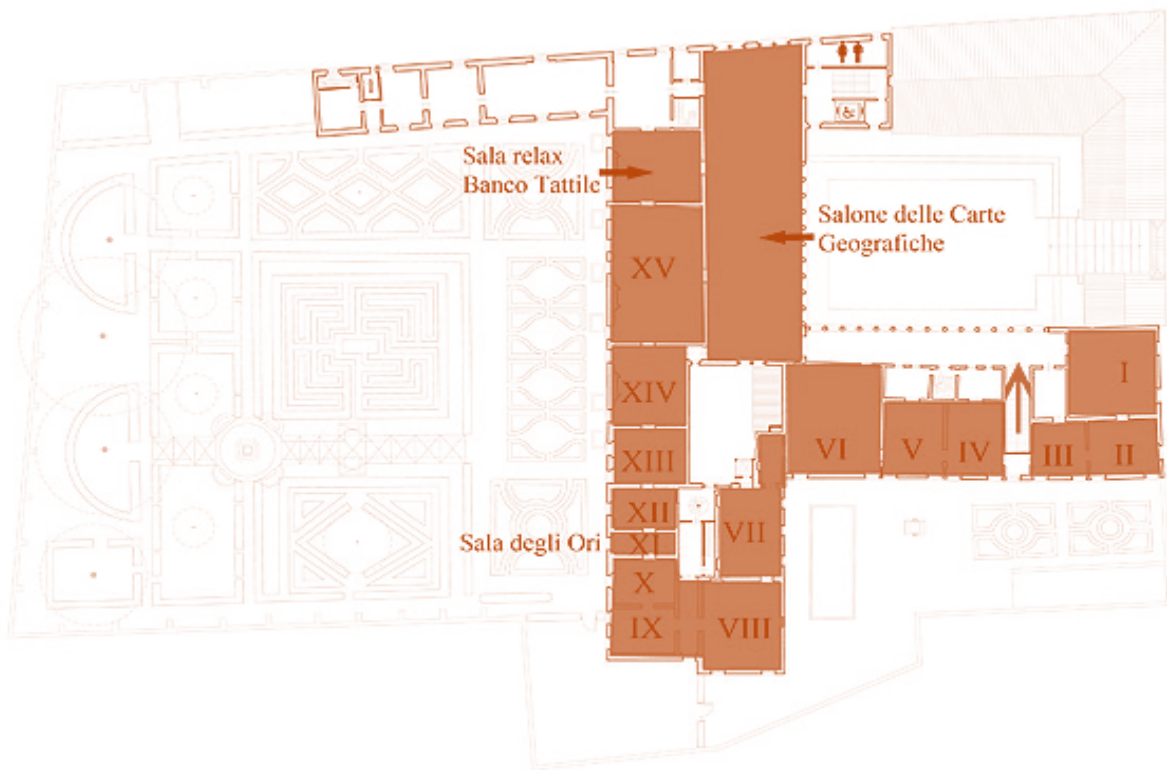 Sala relax
Banco Tattile
Salone delle Carte
Geografiche
XV
I
XIV
VI
V
IV
III
II
XIII
XII
VII
Sala degli Ori
XI
X
IX
VIII